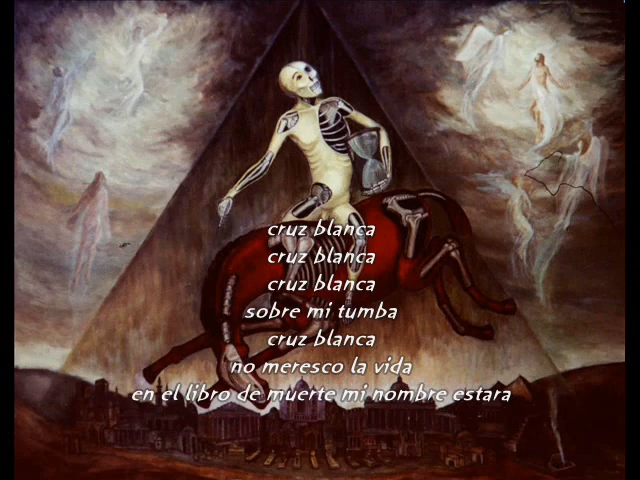 cruz blanca
cruz blanca
cruz blanca
sobre mi tumba
cruz blanca
no meresco la vida
en el libro de muerte mi nombre estara